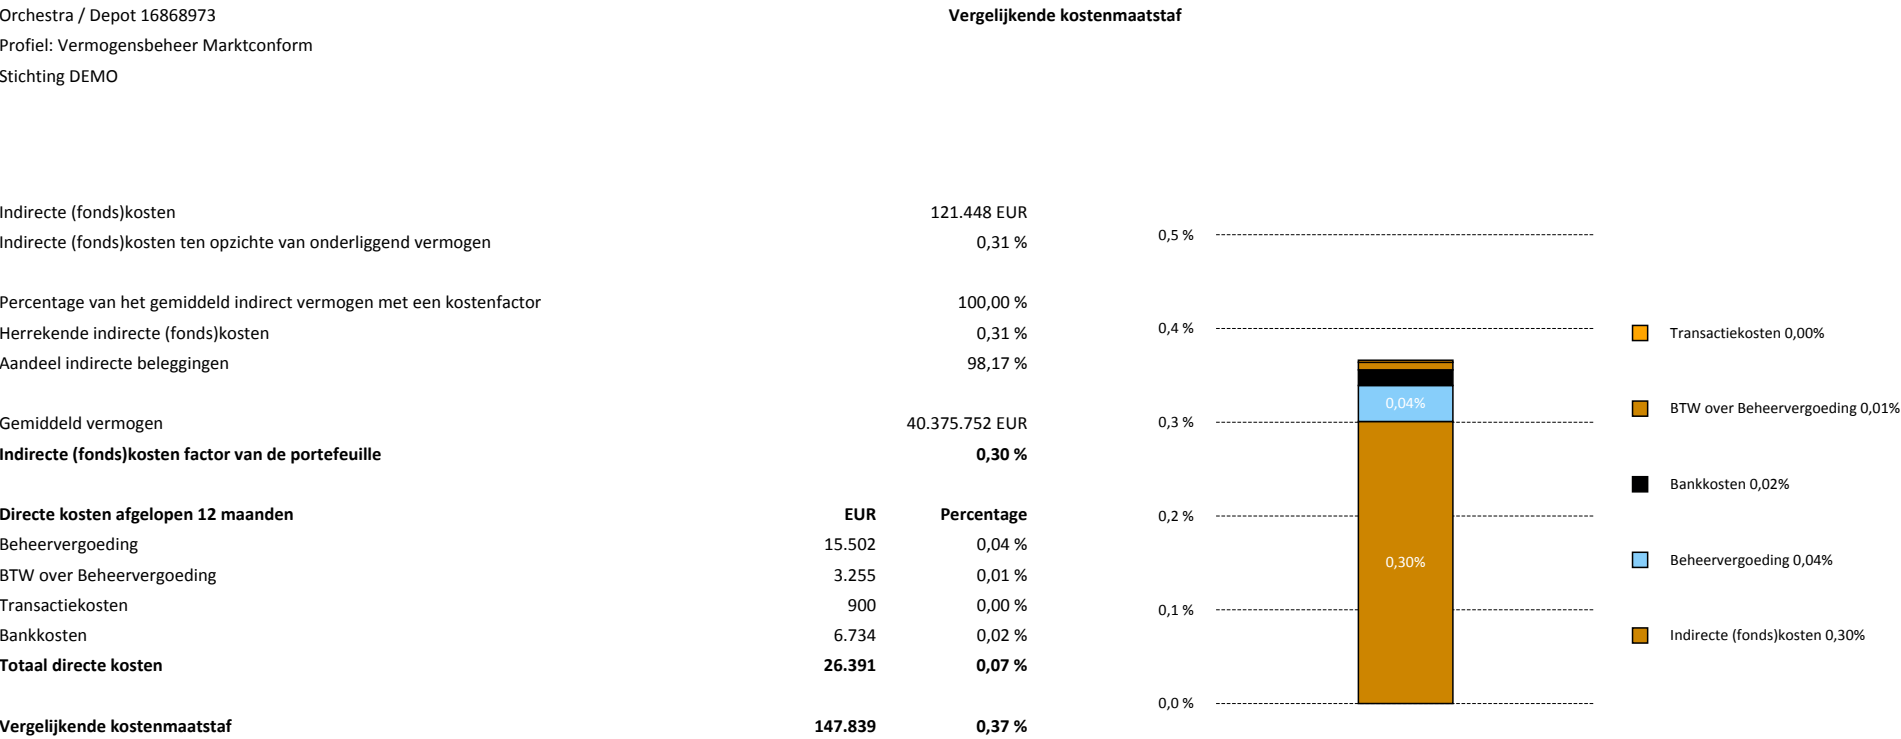 Orchestra / Depot 16868973
Vergelijkende kostenmaatstaf
Profiel: Vermogensbeheer Marktconform
Stichting DEMO
Indirecte (fonds)kosten 121.448 EUR
Indirecte (fonds)kosten ten opzichte van onderliggend vermogen 0,31 %
Percentage van het gemiddeld indirect vermogen met een kostenfactor 100,00 %
Herrekende indirecte (fonds)kosten 0,31 %
Aandeel indirecte beleggingen 98,17 %
Gemiddeld vermogen 40.375.752 EUR
Indirecte (fonds)kosten factor van de portefeuille 0,30 %
Directe kosten afgelopen 12 maanden EUR Percentage
Beheervergoeding 15.502 0,04 %
BTW over Beheervergoeding 3.255 0,01 %
Transactiekosten 900 0,00 %
Bankkosten 6.734 0,02 %
Totaal directe kosten 26.391 0,07 %
Vergelijkende kostenmaatstaf 147.839 0,37 %
0,5 %
0,4 %
0,3 %
0,2 %
0,1 %
0,0 %
0,04%
0,30%
Transactiekosten 0,00%
BTW over Beheervergoeding 0,01%
Bankkosten 0,02%
Beheervergoeding 0,04%
Indirecte (fonds)kosten 0,30%